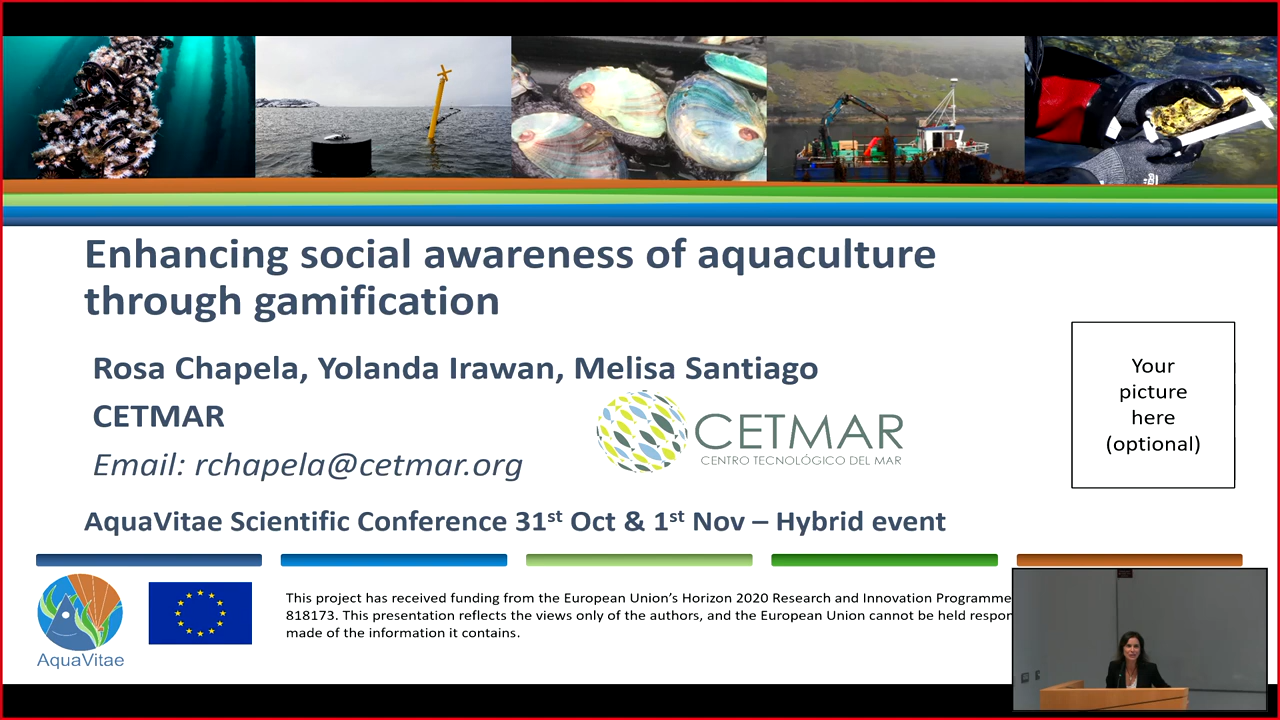 Enhancing social awareness of aquaculture
through gamification
Rosa Chapela, Yolanda Irawan, Melisa Santiago
CETMAR
CETMAR
CENTRO TECNOLÓGICO DEL MAR
Email: rchapela@cetmar.org
Your
picture
here
(optional)
AquaVitae Scientific Conference 31st Oct & 1st Nov – Hybrid event
This project has received funding from the European Union's Horizon 2020 Research and Innovation Programme
818173. This presentation reflects the views only of the authors, and the European Union cannot be held respon
made of the information it contains.
AquaVitae